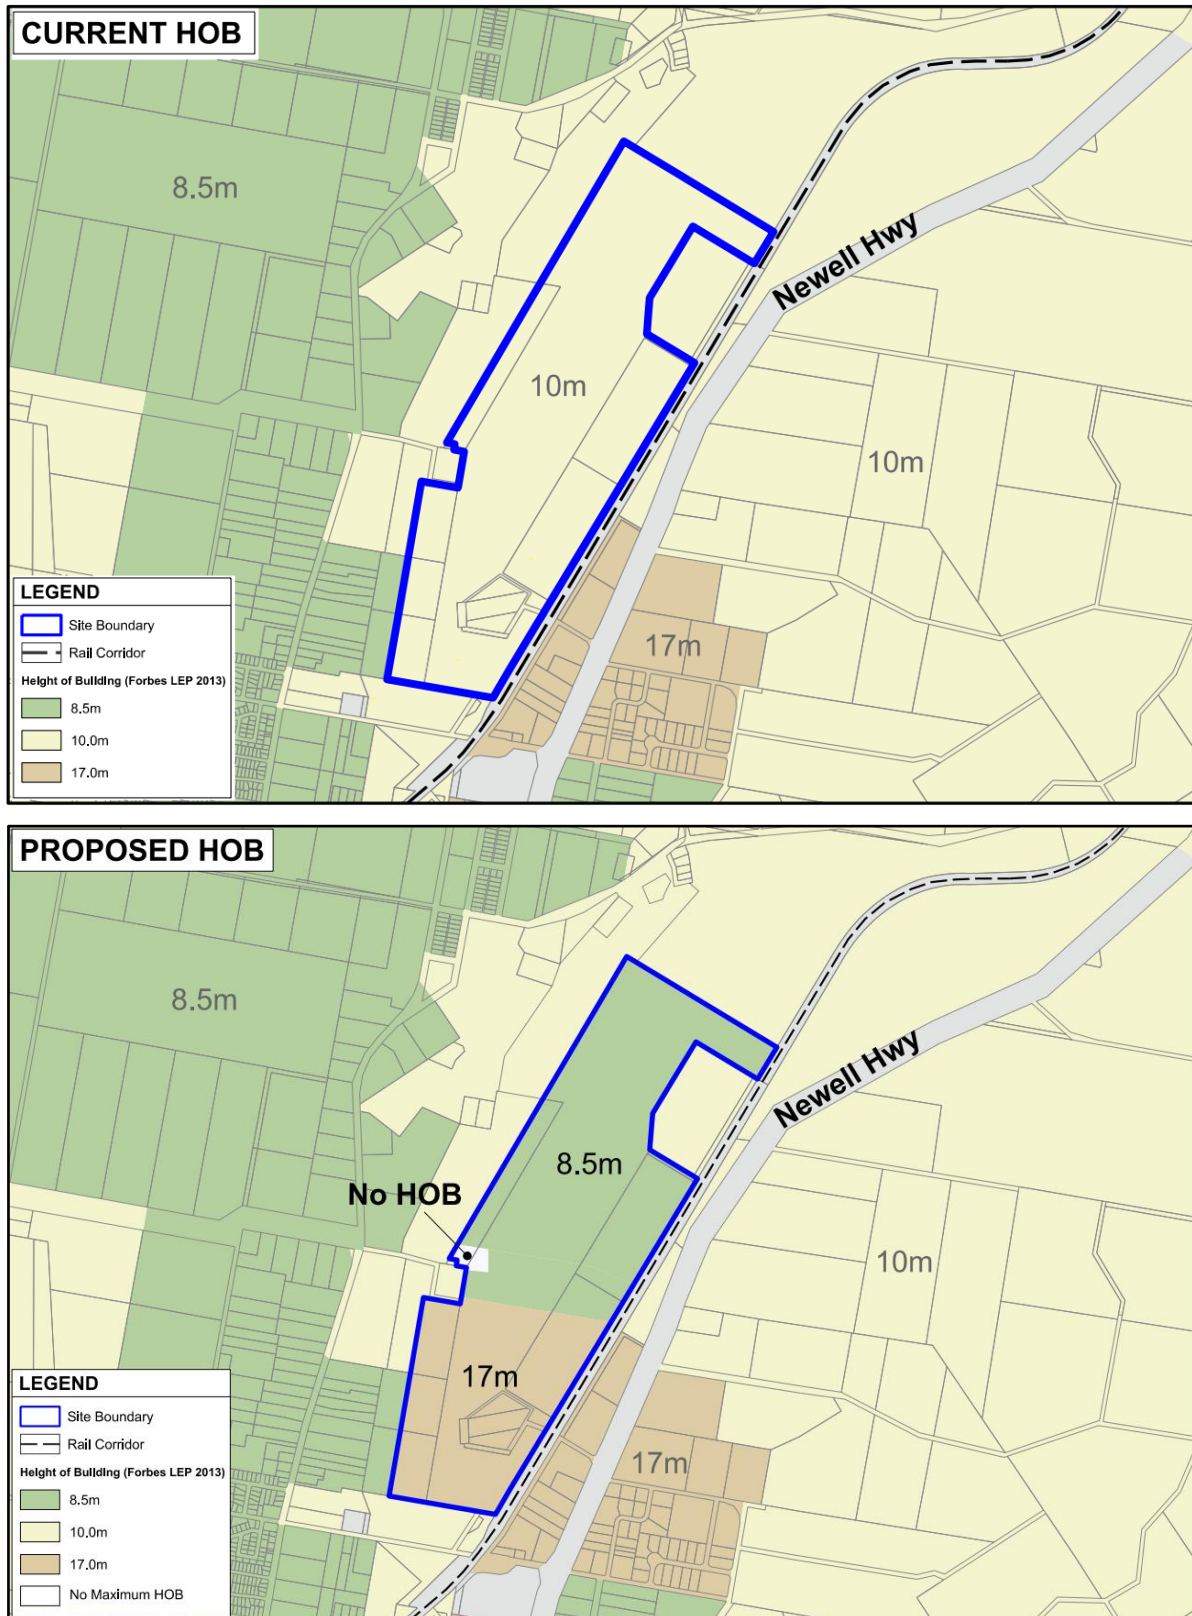 CURRENT HOB
8.5m
Newell Hwy
10m
10m
17m
LEGEND
Site Boundary
Rail Corridor
Height of Building (Forbes LEP 2013)
8.5m
10.0m
17.0m
PROPOSED HOB
8.5m
Newell Hwy
8.5m
No HOB
10m
17m
17m
LEGEND
Site Boundary
Rail Corridor
Height of Building (Forbes LEP 2013)
8.5m
10.0m
17.0m
No Maximum HOB